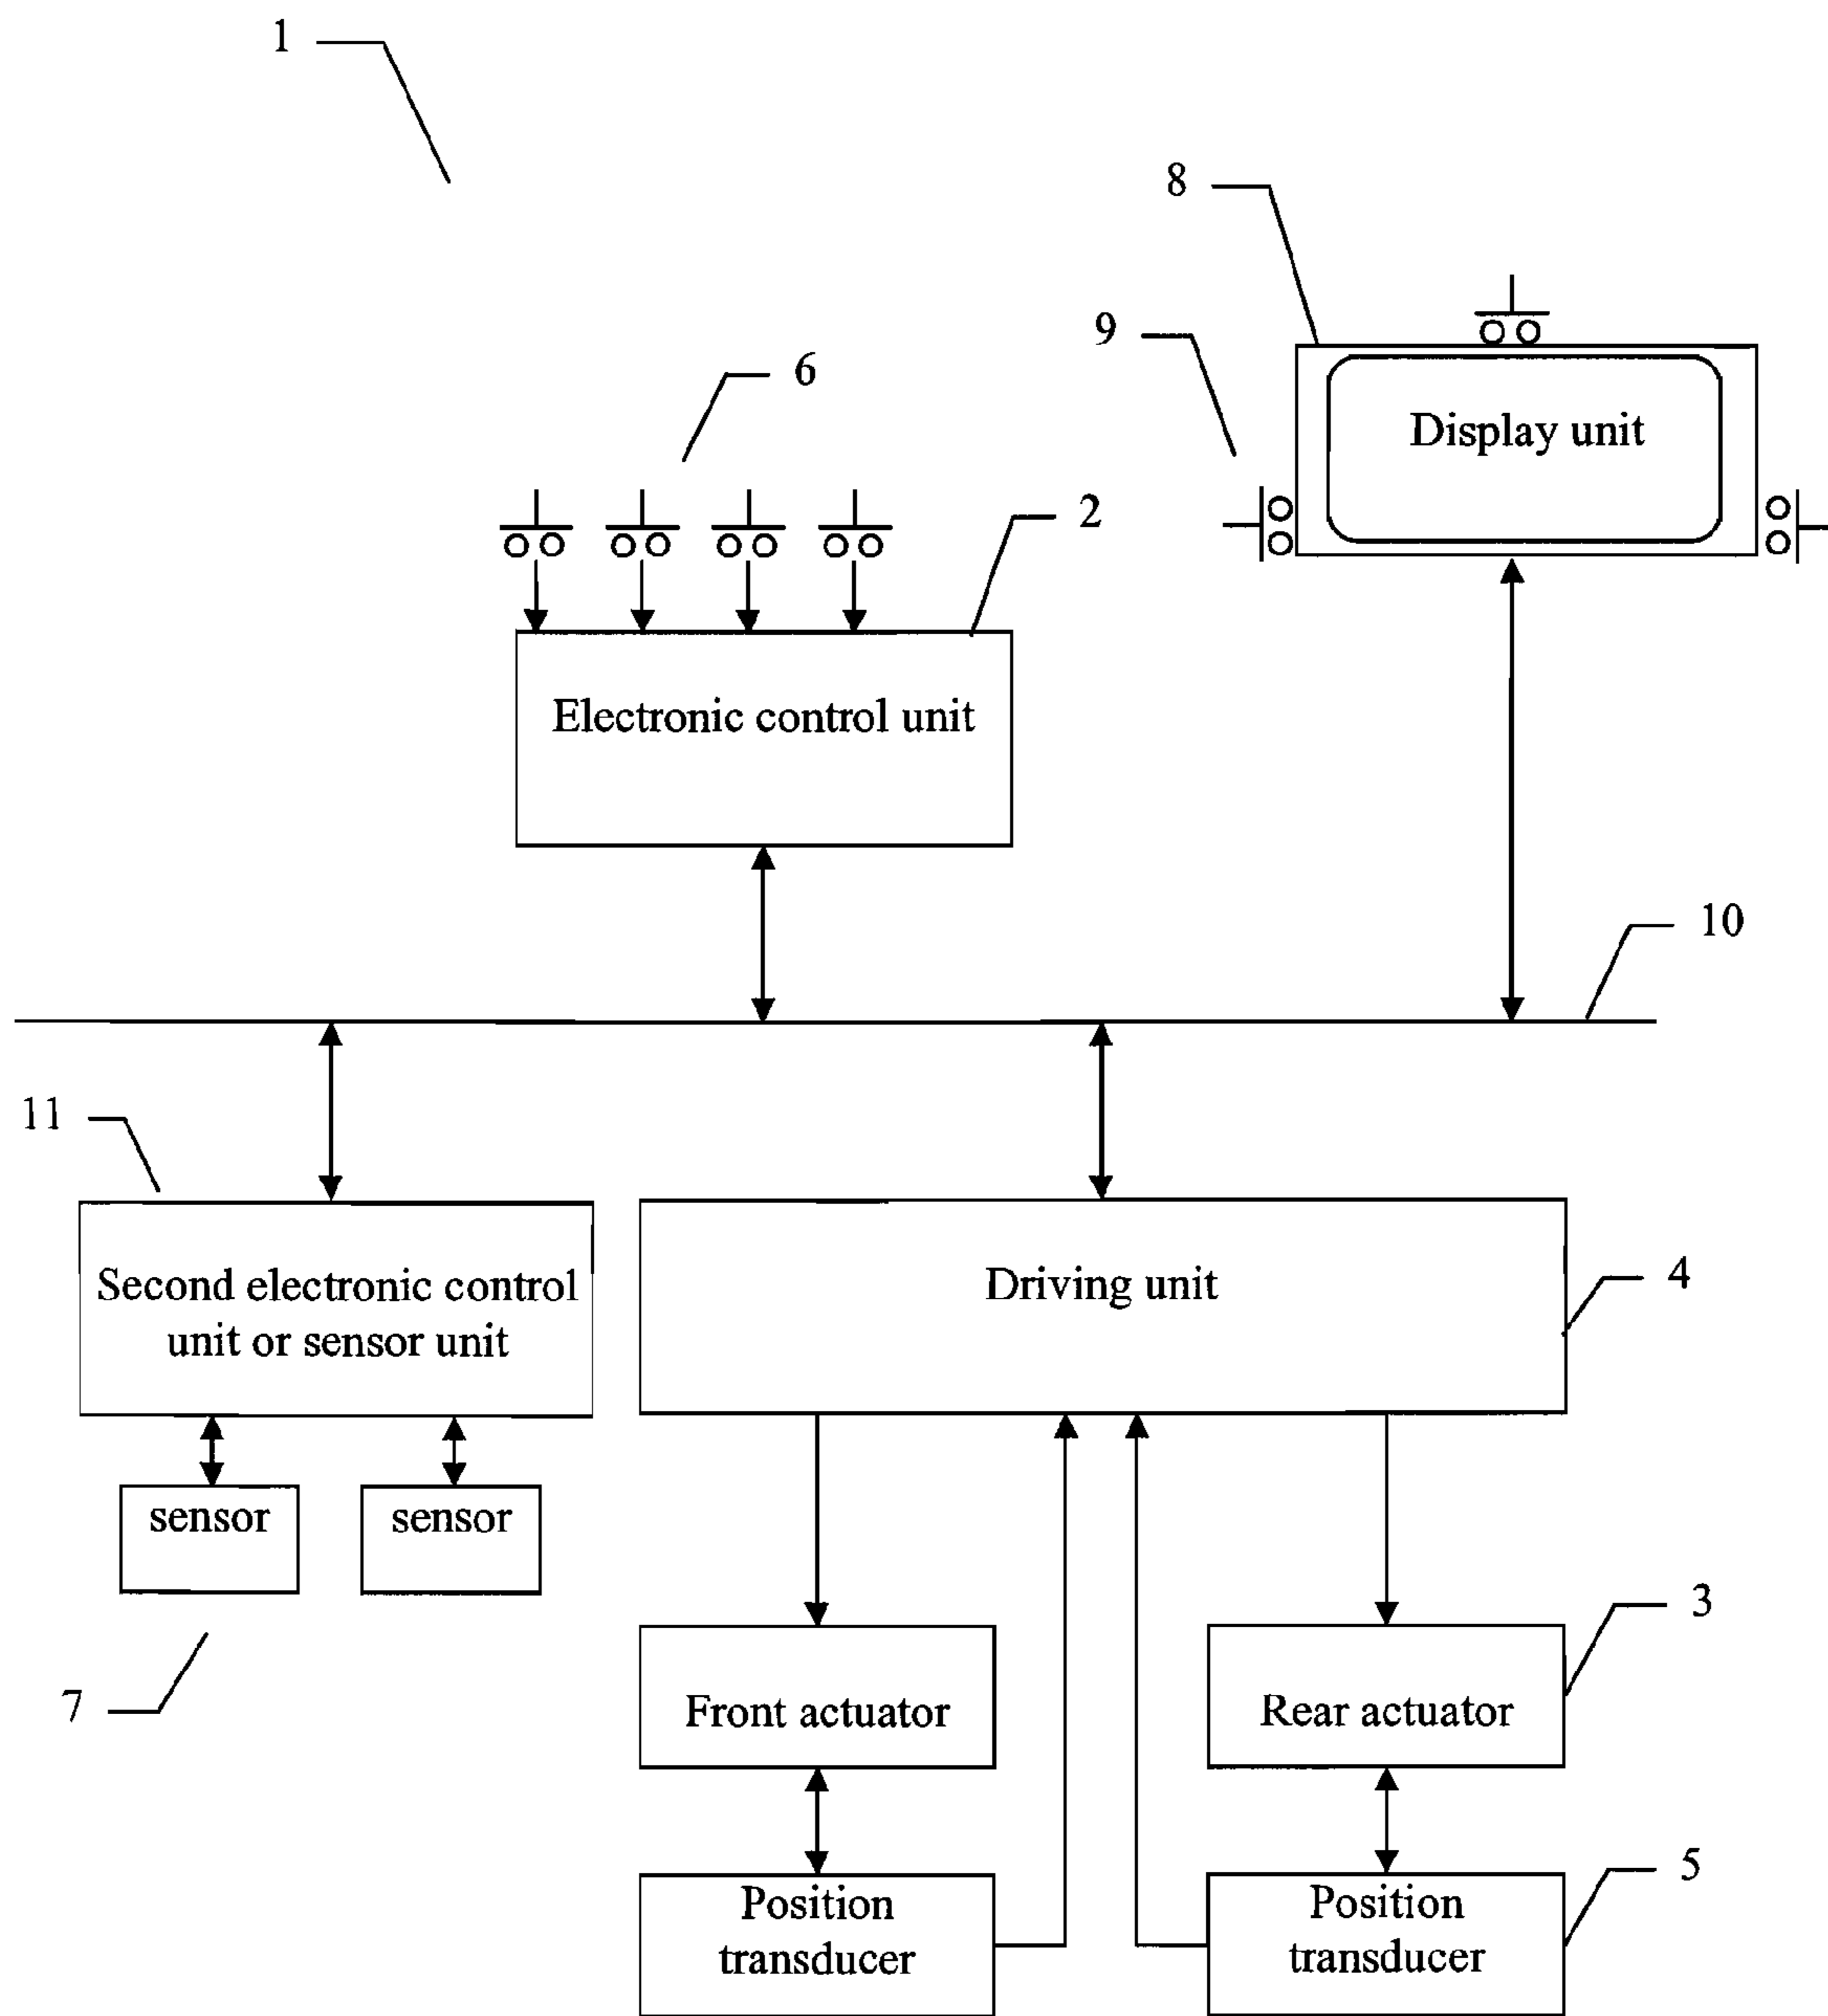 1
8
9
6
Display unit
2
Electronic control unit
10
11
Second electronic control
unit or sensor unit
Driving unit
4
sensor
sensor
3
7
Front actuator
Rear actuator
5
Position
transducer
Position
transducer